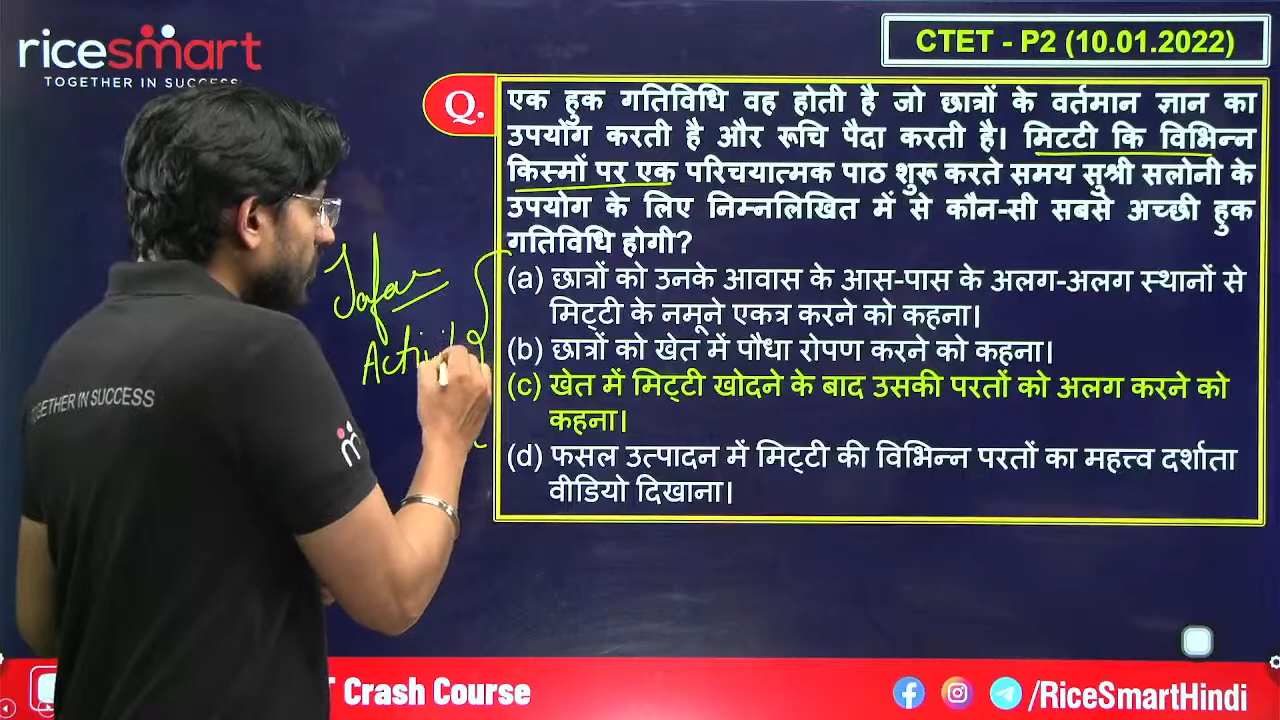 ricesmart
TOGETHER IN SUCCESS
CTET - P2 (10.01.2022)
Q.
एक हुक गतिविधि वह होती है जो छात्रों के वर्तमान ज्ञान का
उपयोग करती है और रूचि पैदा करती है। मिटटी कि विभिन्न
किस्मों पर एक परिचयात्मक पाठ शुरू करते समय सुश्री सलोनी के
उपयोग के लिए निम्नलिखित में से कौन-सी सबसे अच्छी हुक
गतिविधि होगी?
(a) छात्रों को उनके आवास के आस-पास के अलग-अलग स्थानों से
मिट्टी के नमूने एकत्र करने को कहना।
(b) छात्रों को खेत में पौधा रोपण करने को कहना।
(c) खेत में मिट्टी खोदने के बाद उसकी परतों को अलग करने को
कहना।
(d) फसल उत्पादन में मिट्टी की विभिन्न परतों का महत्त्व दर्शाता
वीडियो दिखाना।
TOGETHER IN SUCCESS
Crash Course
/RiceSmartHindi